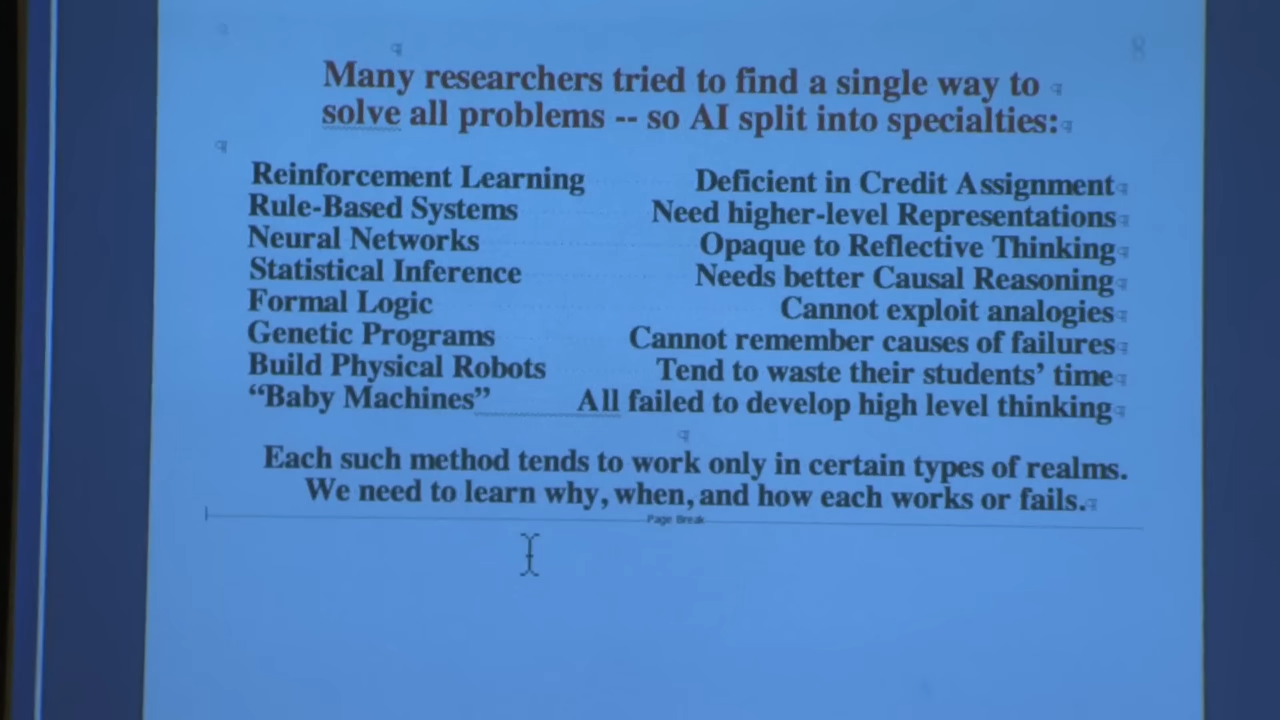 8
Many researchers tried to find a single way to
solve all problems -- so AI split into specialties:
Reinforcement Learning Deficient in Credit Assignment
Rule-Based Systems Need higher-level Representations
Neural Networks Opaque to Reflective Thinking
Statistical Inference Needs better Causal Reasoning
Formal Logic Cannot exploit analogies
Genetic Programs Cannot remember causes of failures
Build Physical Robots Tend to waste their students’ time
“Baby Machines” All failed to develop high level thinking
Each such method tends to work only in certain types of realms.
We need to learn why, when, and how each works or fails.
Page Break